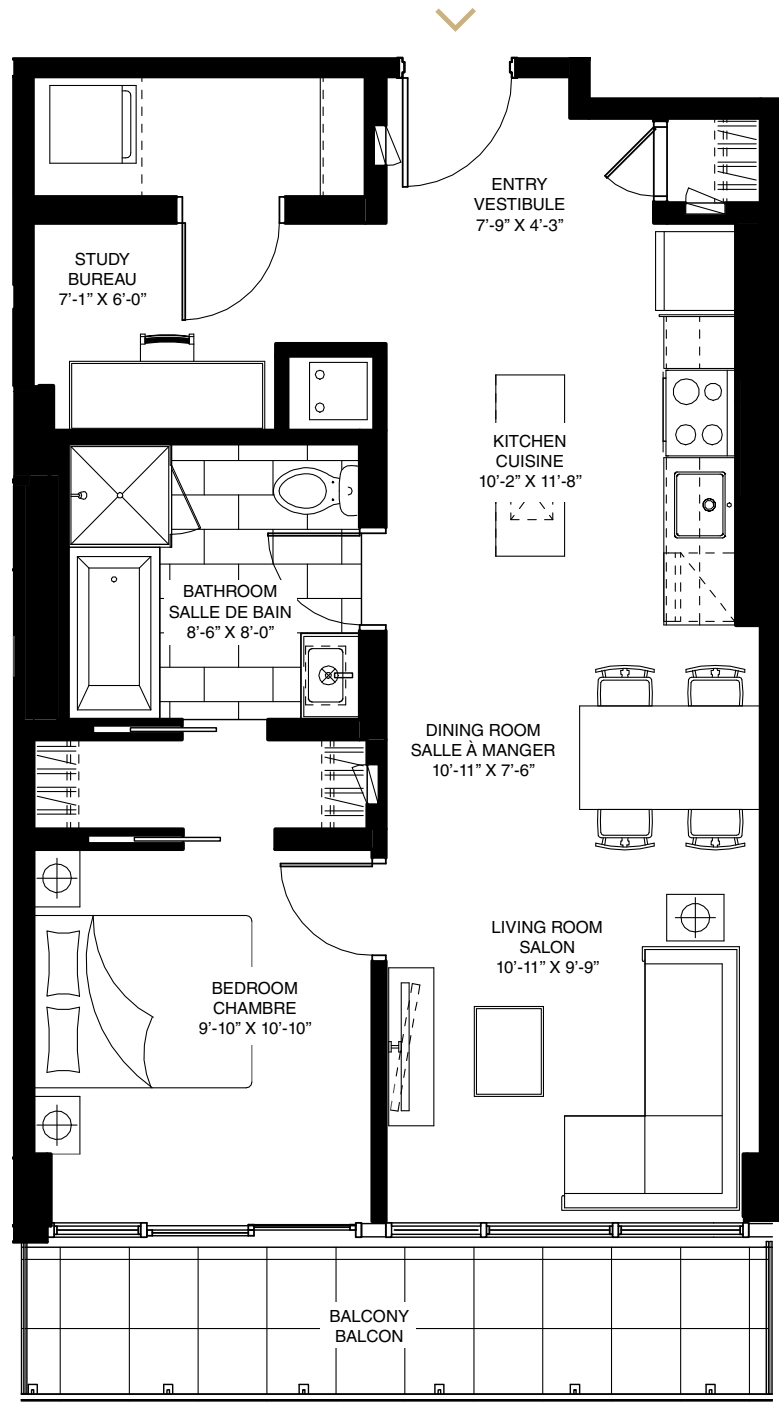 ENTRY
VESTIBULE
7’-9” X 4’-3”
STUDY
BUREAU
7’-1” X 6’-0”
KITCHEN
CUISINE
10’-2” X 11’-8”
BATHROOM
SALLE DE BAIN
8’-6” X 8’-0”
DINING ROOM
SALLE À MANGER
10’-11” X 7’-6”
LIVING ROOM
SALON
10’-11” X 9’-9”
BEDROOM
CHAMBRE
9’-10” X 10’-10”
BALCONY
BALCON